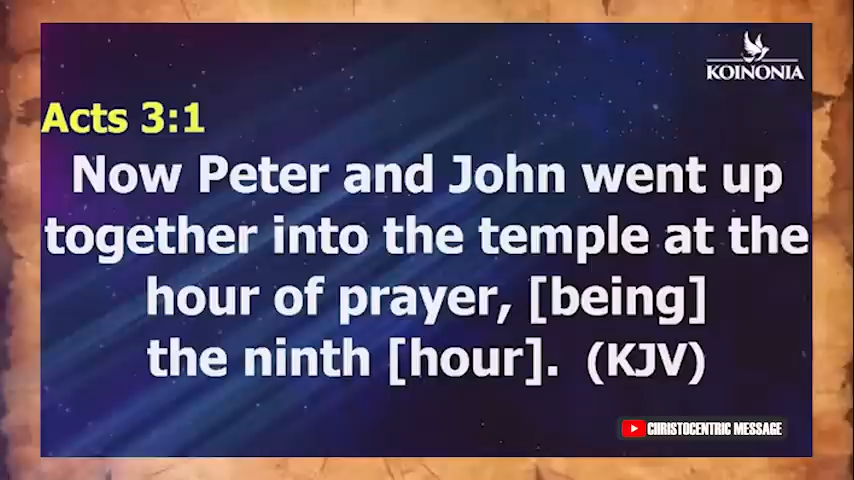 KOINONIA
Acts 3:1
Now Peter and John went up
together into the temple at the
hour of prayer, [being]
the ninth [hour]. (KJV)
CHRISTOCENTRIC MESSAGE